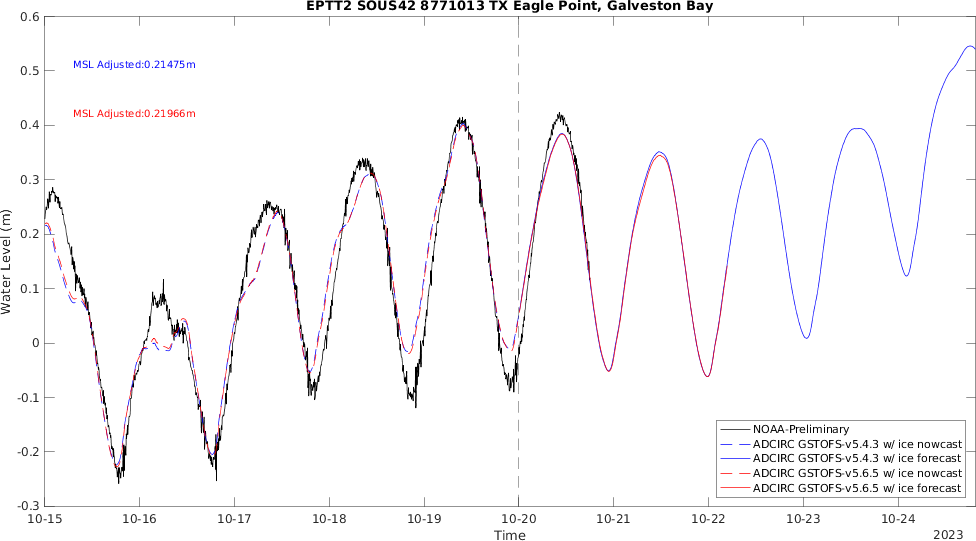 EPTT2 SOUS42 8771013 TX Eagle Point, Galveston Bay
0.6
0.5
0.4
0.3
0.2
0.1
0
-0.1
-0.2
-0.3
Water Level (m)
MSL Adjusted:0.21475m
MSL Adjusted:0.21966m
NOAA-Preliminary
ADCIRC GSTOFS-v5.4.3 w/ ice nowcast
ADCIRC GSTOFS-v5.4.3 w/ ice forecast
ADCIRC GSTOFS-v5.6.5 w/ ice nowcast
ADCIRC GSTOFS-v5.6.5 w/ ice forecast
10-15 10-16 10-17 10-18 10-19 10-20 10-21 10-22 10-23 10-24
Time
2023